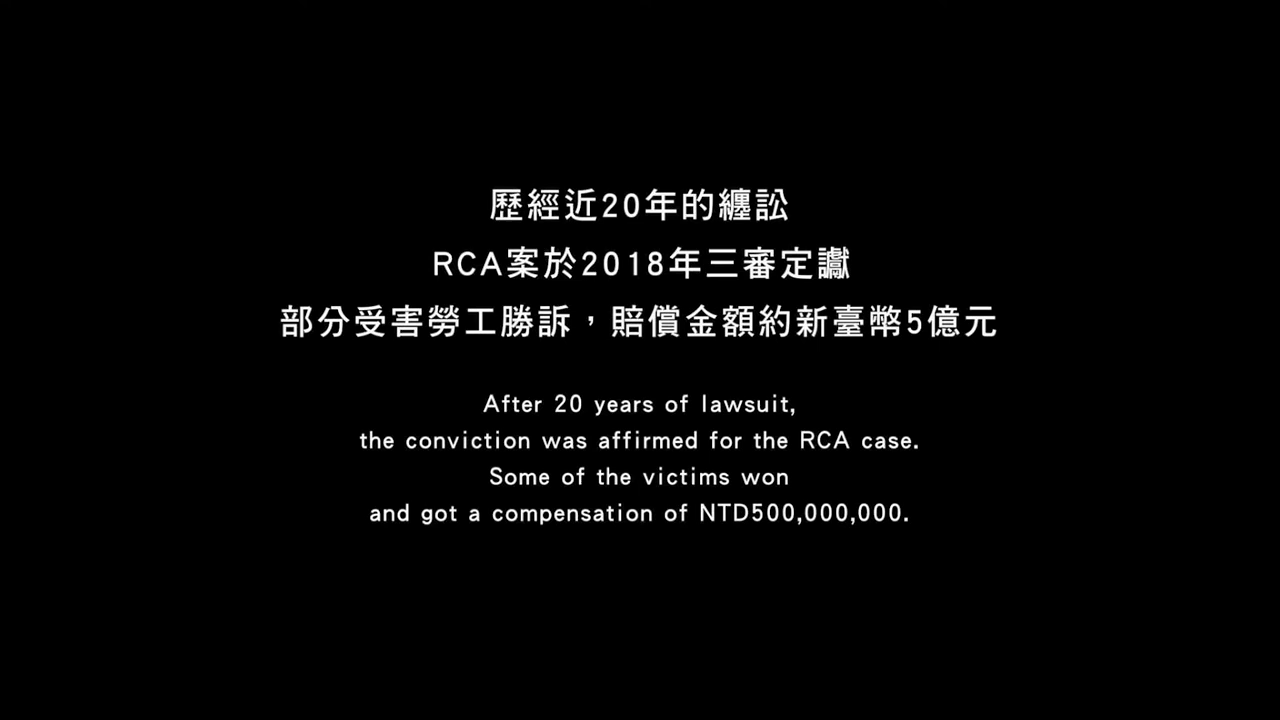 歷經近20年的纏訟
RCA案於2018年三審定讞
部分受害勞工勝訴，賠償金額約新臺幣5億元
After 20 years of lawsuit,
the conviction was affirmed for the RCA case.
Some of the victims won
and got a compensation of NTD500,000,000.